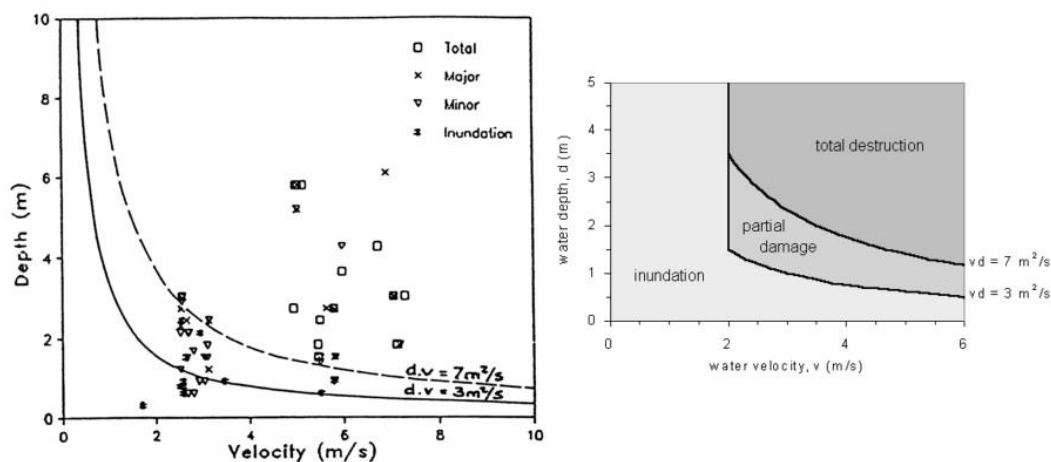 10
8
6
4
2
0
Depth (m)
Total
Major
Minor
Inundation
d.v = 7m²/s
d.v = 3m²/s
0 2 4 6 8 10
Velocity (m/s)
5
4
3
2
1
0
water depth, d (m)
total destruction
partial
damage
inundation
vd = 7 m²/s
vd = 3 m²/s
0 2 4 6
water velocity, v (m/s)